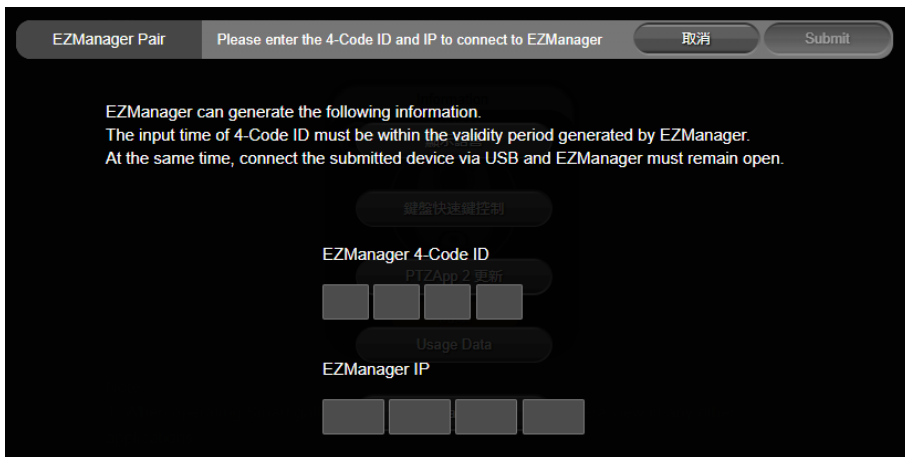 EZManager Pair
Please enter the 4-Code ID and IP to connect to EZManager
取消
Submit
EZManager can generate the following information.
The input time of 4-Code ID must be within the validity period generated by EZManager.
At the same time, connect the submitted device via USB and EZManager must remain open.
鍵盤快速鍵控制
EZManager 4-Code ID
PTZApp 2 更新
Usage Data
EZManager IP